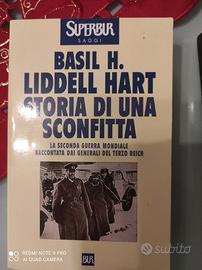 SUPERBUR
SAGGI
BASIL H.
LIDDELL HART
STORIA DI UNA
SCONFITTA
LA SECONDA GUERRA MONDIALE
RACCONTATA DAI GENERALI DEL TERZO REICH
BUR
REDMI NOTE 8 PRO
AI QUAD CAMERA
subito